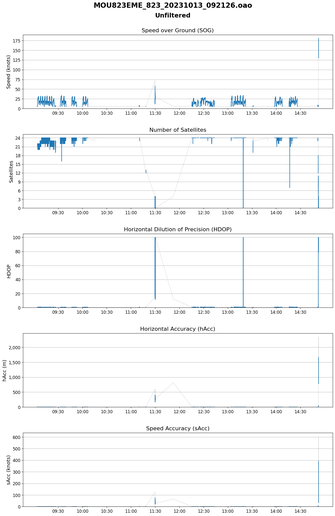 MOU823EME_823_20231013_092126.oao
Unfiltered
Speed over Ground (SOG)
Speed (knots)
175
150
125
100
75
50
25
0
09:30 10:00 10:30 11:00 11:30 12:00 12:30 13:00 13:30 14:00 14:30
Number of Satellites
Satellites
24
21
18
15
12
9
6
3
0
09:30 10:00 10:30 11:00 11:30 12:00 12:30 13:00 13:30 14:00 14:30
Horizontal Dilution of Precision (HDOP)
HDOP
100
80
60
40
20
0
09:30 10:00 10:30 11:00 11:30 12:00 12:30 13:00 13:30 14:00 14:30
Horizontal Accuracy (hAcc)
hAcc (m)
2,000
1,500
1,000
500
0
09:30 10:00 10:30 11:00 11:30 12:00 12:30 13:00 13:30 14:00 14:30
Speed Accuracy (sAcc)
sAcc (knots)
600
500
400
300
200
100
0
09:30 10:00 10:30 11:00 11:30 12:00 12:30 13:00 13:30 14:00 14:30